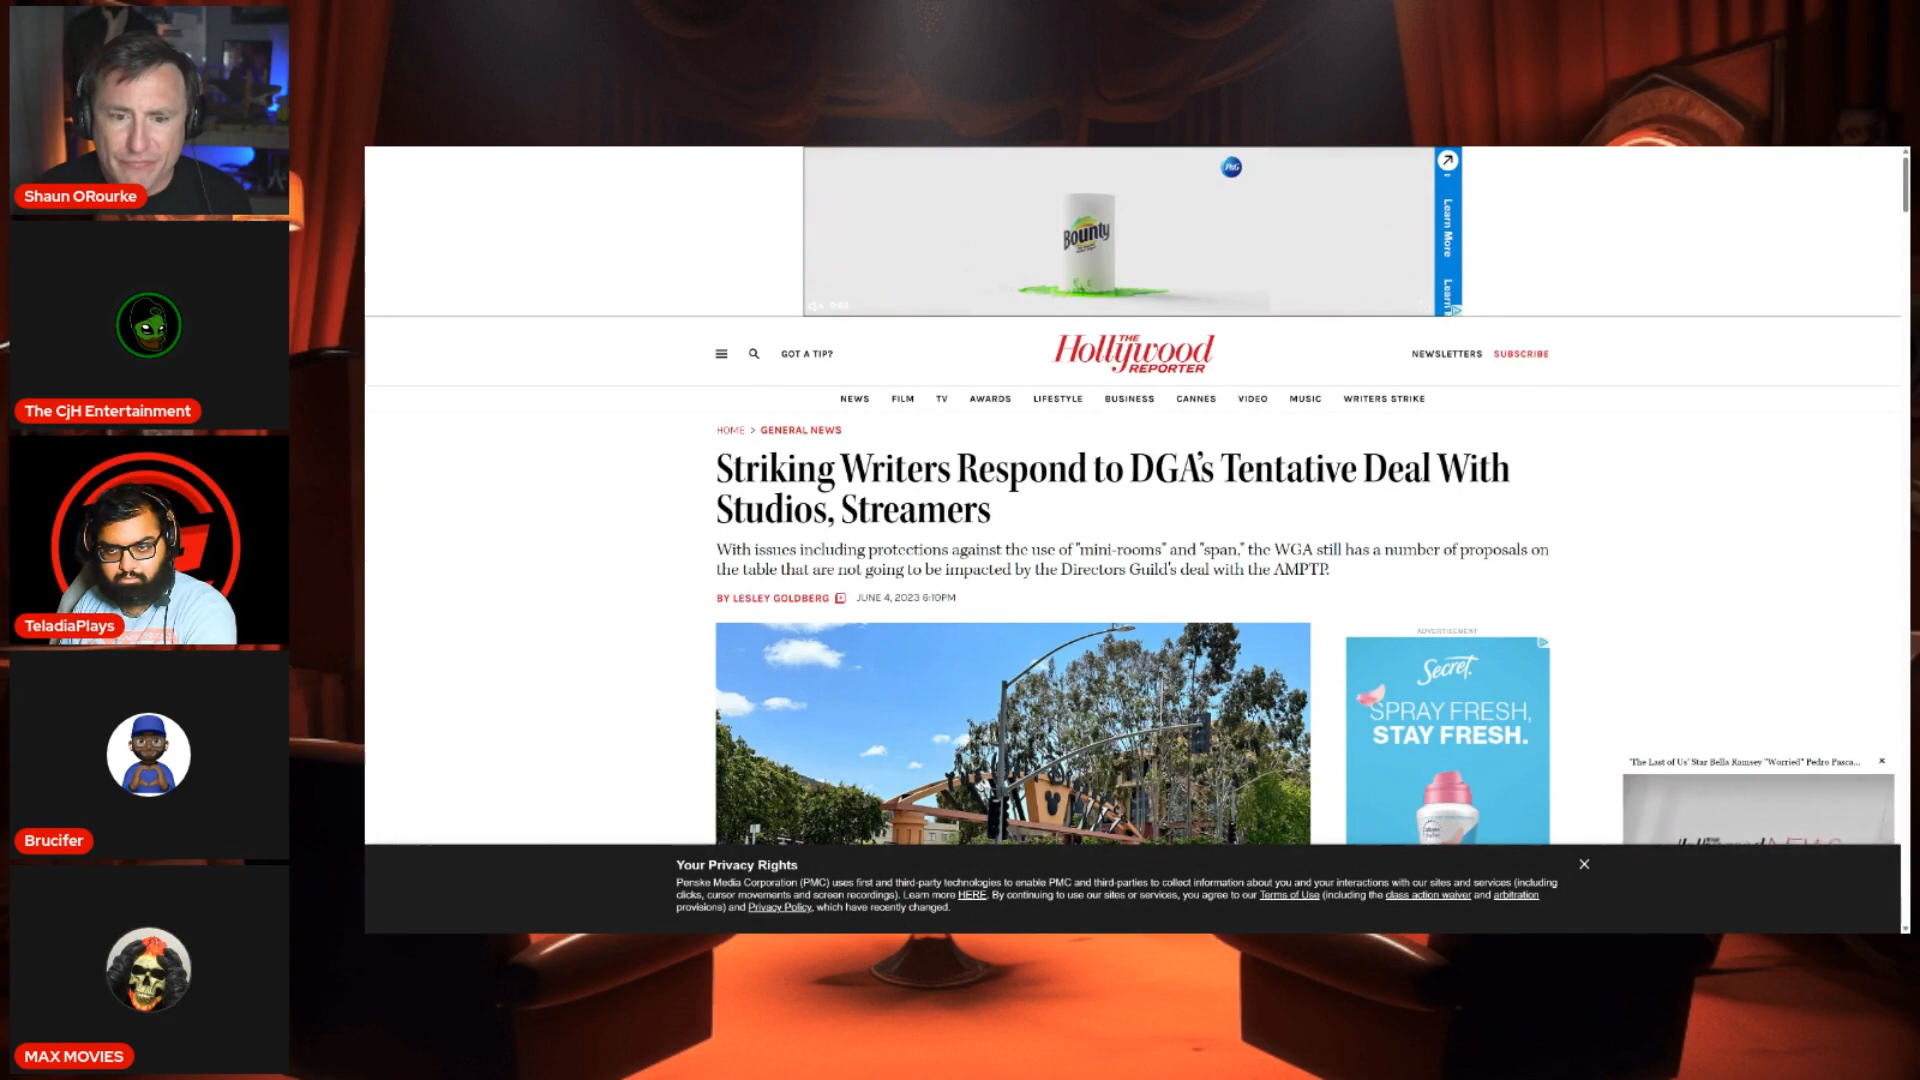 Shaun ORourke
The CjH Entertainment
TeladiaPlays
Brucifer
MAX MOVIES
P&G
Bounty
Learn More
GOT A TIP?
THE
Hollywood
REPORTER
NEWSLETTERS SUBSCRIBE
NEWS FILM TV AWARDS LIFESTYLE BUSINESS CANNES VIDEO MUSIC WRITERS STRIKE
HOME > GENERAL NEWS
Striking Writers Respond to DGA's Tentative Deal With
Studios, Streamers
With issues including protections against the use of "mini-rooms" and "span," the WGA still has a number of proposals on
the table that are not going to be impacted by the Directors Guild's deal with the AMPTP.
BY LESLEY GOLDBERG JUNE 4, 2023 6:10PM
ADVERTISEMENT
Secret.
SPRAY FRESH,
STAY FRESH.
'The Last of Us' Star Bella Ramsey "Worried" Pedro Pasca...
Your Privacy Rights
Penske Media Corporation (PMC) uses first and third-party technologies to enable PMC and third-parties to collect information about you and your interactions with our sites and services (including
clicks, cursor movements and screen recordings). Learn more HERE. By continuing to use our sites or services, you agree to our Terms of Use (including the class action waiver and arbitration
provisions) and Privacy Policy, which have recently changed.